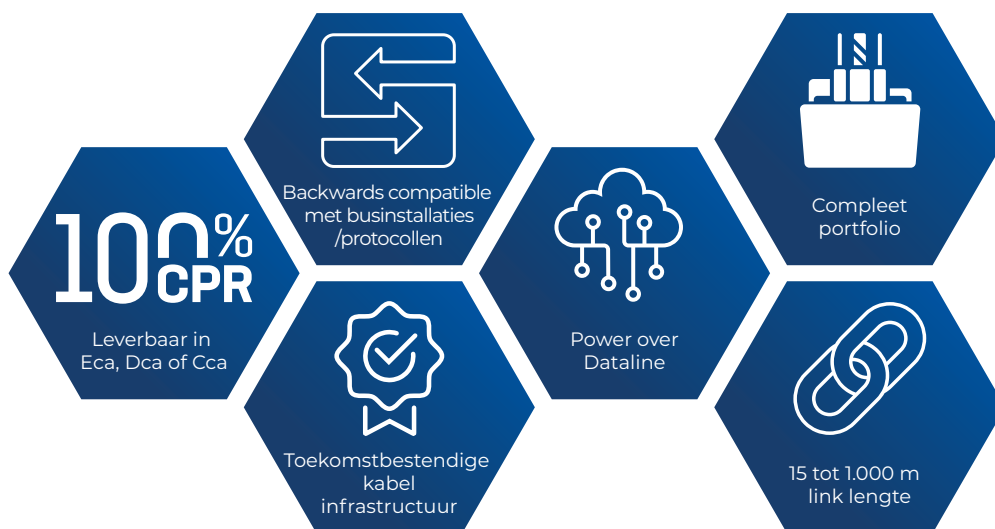 100%
CPR
Leverbaar in
Eca, Dca of Cca
Backwards compatible
met businstallaties
/protocollen
Toekomstbestendige
kabel
infrastructuur
Power over
Dataline
Compleet
portfolio
15 tot 1.000 m
link lengte